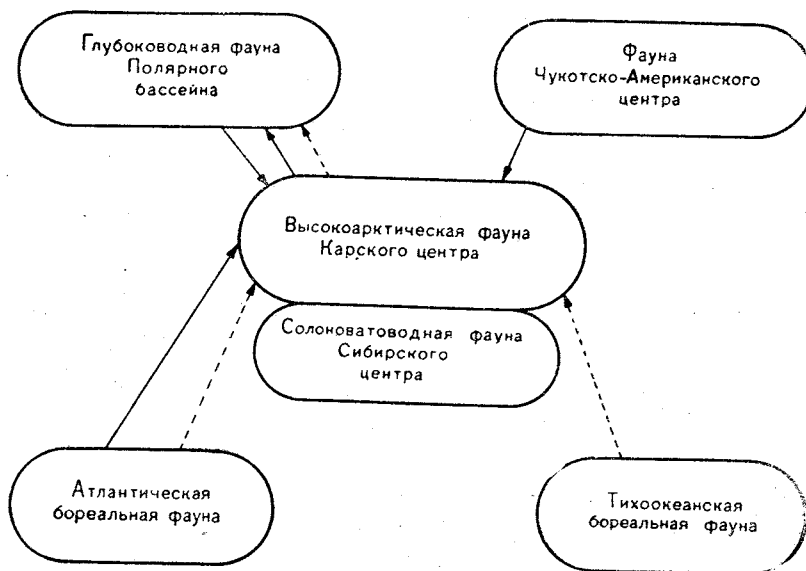 Глубоководная фауна
Полярного
бассейна
Фауна
Чукотско-Американского
центра
Высокоарктическая фауна
Карского центра
Солоноватоводная фауна
Сибирского
центра
Атлантическая
бореальная фауна
Тихоокеанская
бореальная фауна